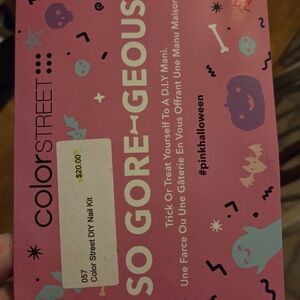 colorSTREET
$20.00
057
Color Street DIY Nail Kit
SO GORE-GEOUS
Trick Or Treat Yourself To A D.I.Y Mani.
Une Farce Ou Une Gâterie En Vous Offrant Une Manu Maison
#pinkhalloween